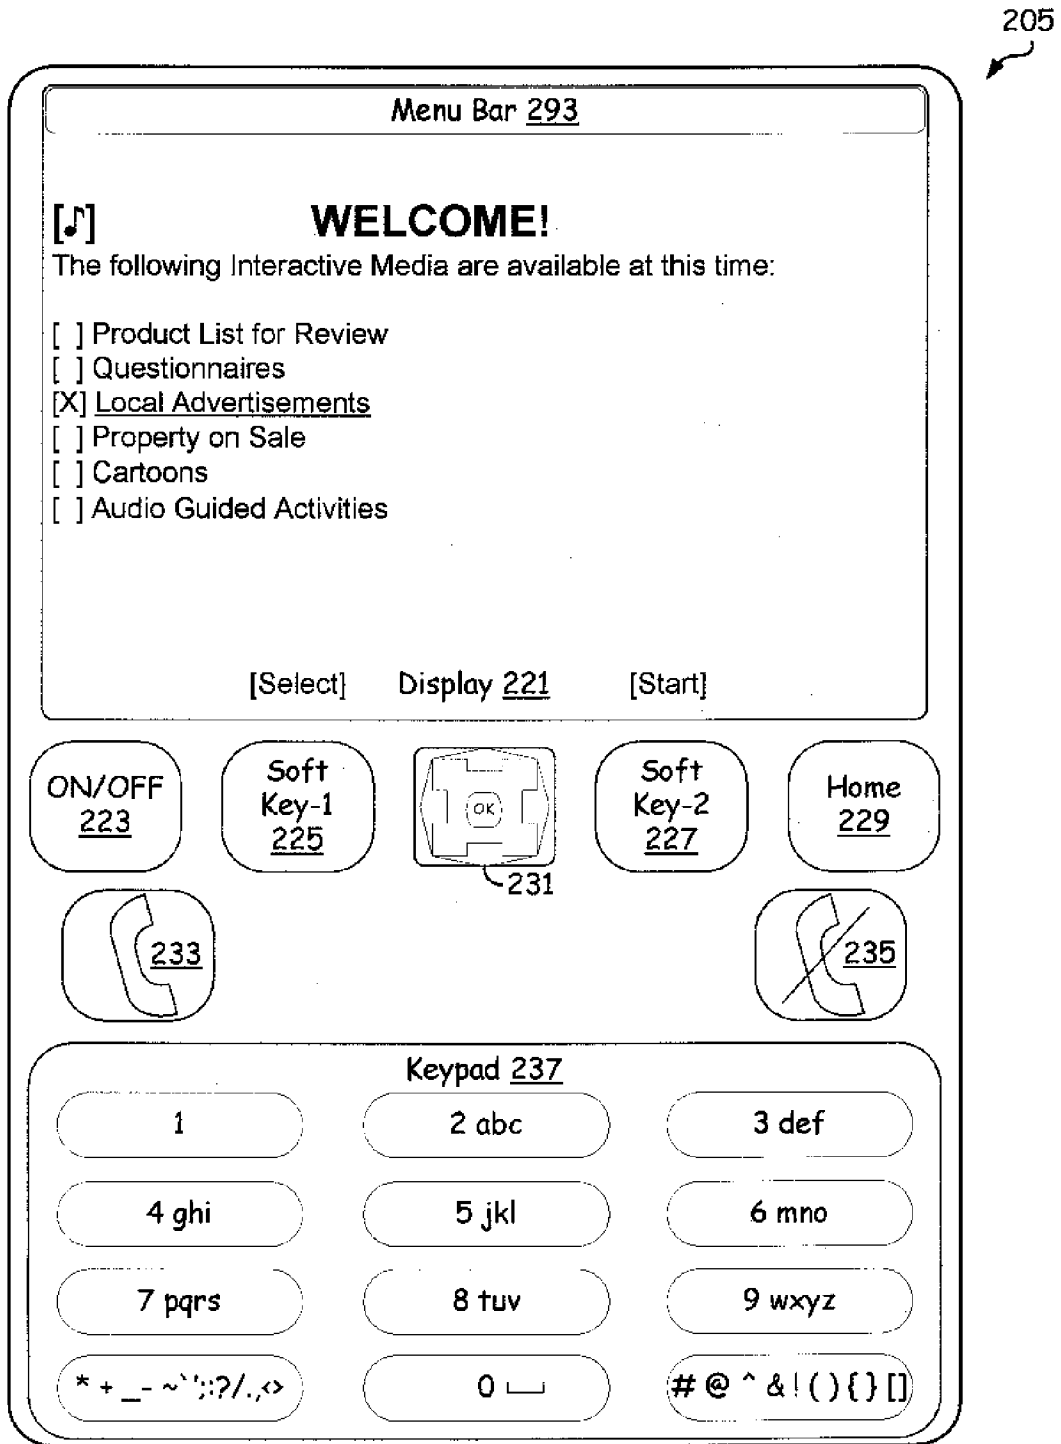 205
Menu Bar 293
[♪] WELCOME!
The following Interactive Media are available at this time:
[ ] Product List for Review
[ ] Questionnaires
[X] Local Advertisements
[ ] Property on Sale
[ ] Cartoons
[ ] Audio Guided Activities
[Select] Display 221 [Start]
ON/OFF
223
Soft
Key-1
225
OK
231
Soft
Key-2
227
Home
229
233
235
Keypad 237
1
2 abc
3 def
4 ghi
5 jkl
6 mno
7 pqrs
8 tuv
9 wxyz
* + _- ~`';:?/.,<>
0 ⎵
# @ ^ & ! ( ) { } []